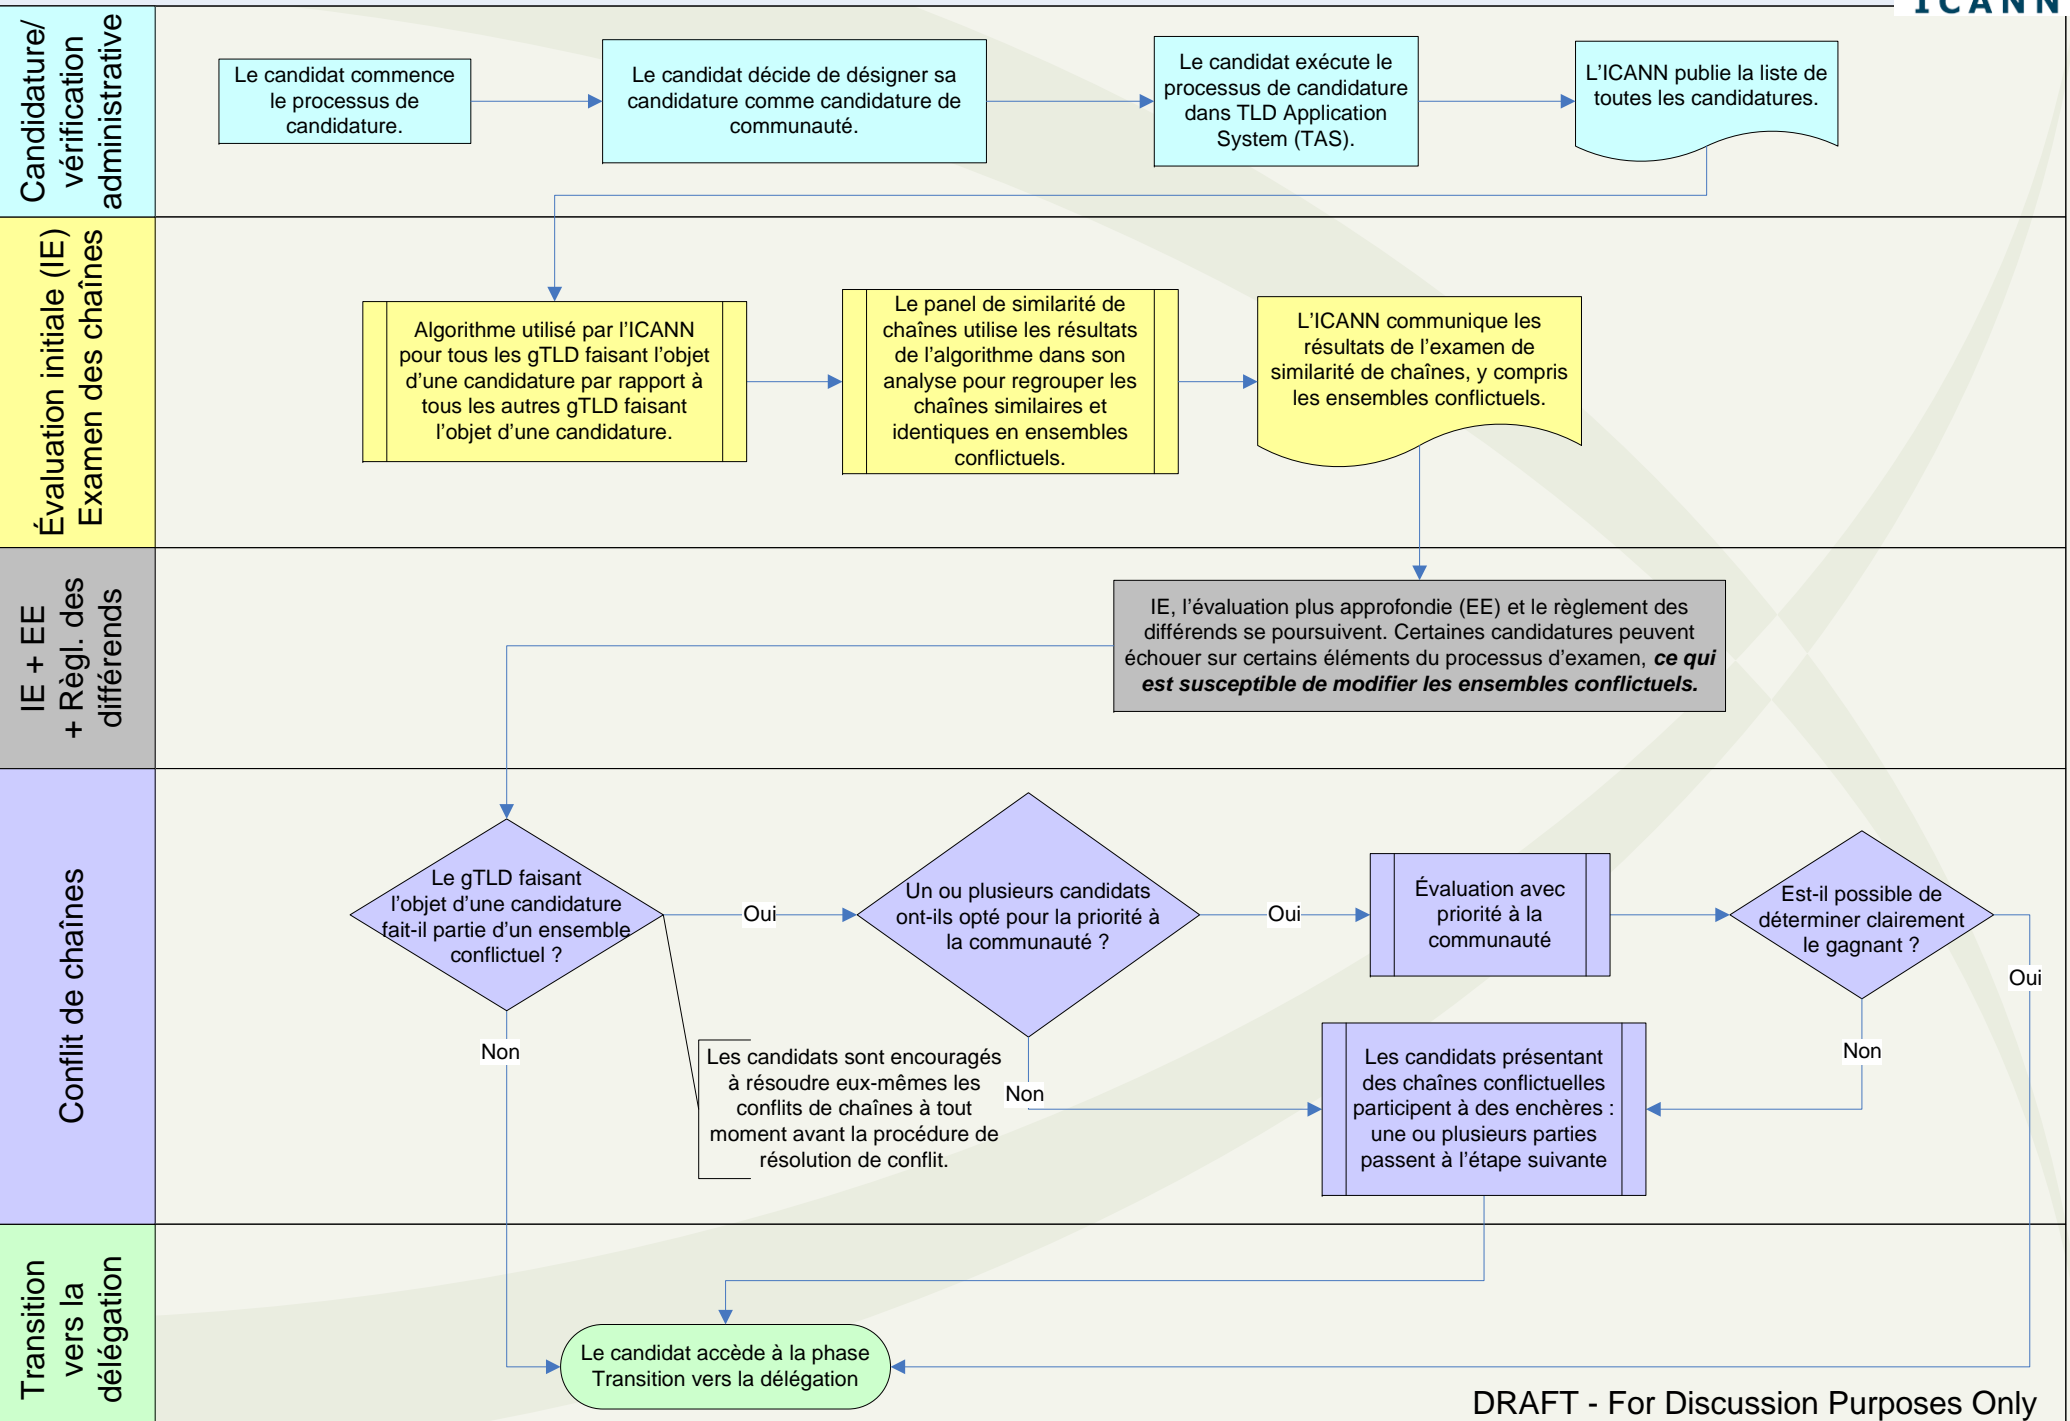 ICANN
Candidature/
vérification
administrative
Le candidat commence
le processus de
candidature.
Le candidat décide de désigner sa
candidature comme candidature de
communauté.
Le candidat exécute le
processus de candidature
dans TLD Application
System (TAS).
L’ICANN publie la liste de
toutes les candidatures.
Évaluation initiale (IE)
Examen des chaînes
Algorithme utilisé par l’ICANN
pour tous les gTLD faisant l’objet
d’une candidature par rapport à
tous les autres gTLD faisant
l’objet d’une candidature.
Le panel de similarité de
chaînes utilise les résultats
de l’algorithme dans son
analyse pour regrouper les
chaînes similaires et
identiques en ensembles
conflictuels.
L’ICANN communique les
résultats de l’examen de
similarité de chaînes, y compris
les ensembles conflictuels.
IE + EE
+ Règl. des
différends
IE, l’évaluation plus approfondie (EE) et le règlement des
différends se poursuivent. Certaines candidatures peuvent
échouer sur certains éléments du processus d’examen, ce qui
est susceptible de modifier les ensembles conflictuels.
Conflit de chaînes
Le gTLD faisant
l’objet d’une candidature
fait-il partie d’un ensemble
conflictuel ?
Oui
Un ou plusieurs candidats
ont-ils opté pour la priorité à
la communauté ?
Oui
Évaluation avec
priorité à la
communauté
Est-il possible de
déterminer clairement
le gagnant ?
Oui
Non
Les candidats sont encouragés
à résoudre eux-mêmes les
conflits de chaînes à tout
moment avant la procédure de
résolution de conflit.
Non
Les candidats présentant
des chaînes conflictuelles
participent à des enchères :
une ou plusieurs parties
passent à l’étape suivante
Non
Transition
vers la
délégation
Le candidat accède à la phase
Transition vers la délégation
DRAFT - For Discussion Purposes Only